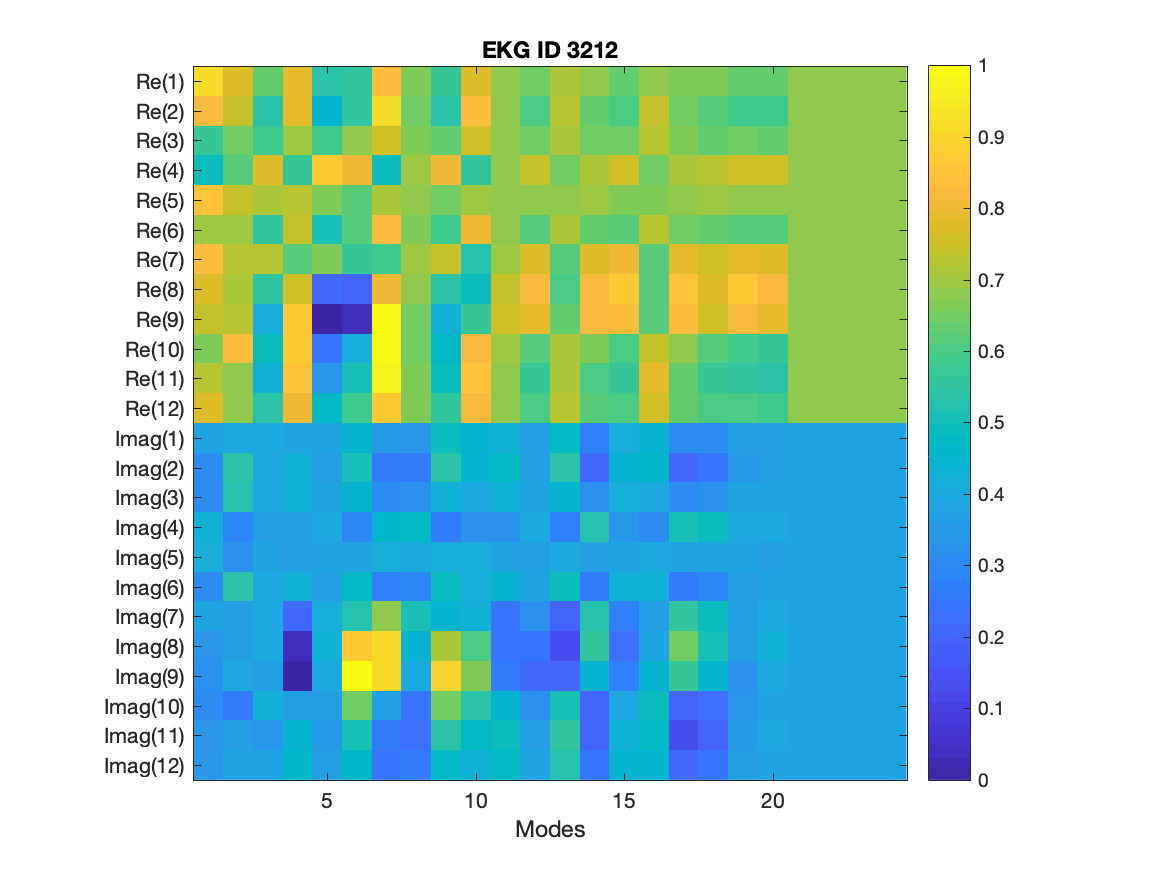 EKG ID 3212
Re(1)
Re(2)
Re(3)
Re(4)
Re(5)
Re(6)
Re(7)
Re(8)
Re(9)
Re(10)
Re(11)
Re(12)
Imag(1)
Imag(2)
Imag(3)
Imag(4)
Imag(5)
Imag(6)
Imag(7)
Imag(8)
Imag(9)
Imag(10)
Imag(11)
Imag(12)
5 10 15 20
Modes
1
0.9
0.8
0.7
0.6
0.5
0.4
0.3
0.2
0.1
0